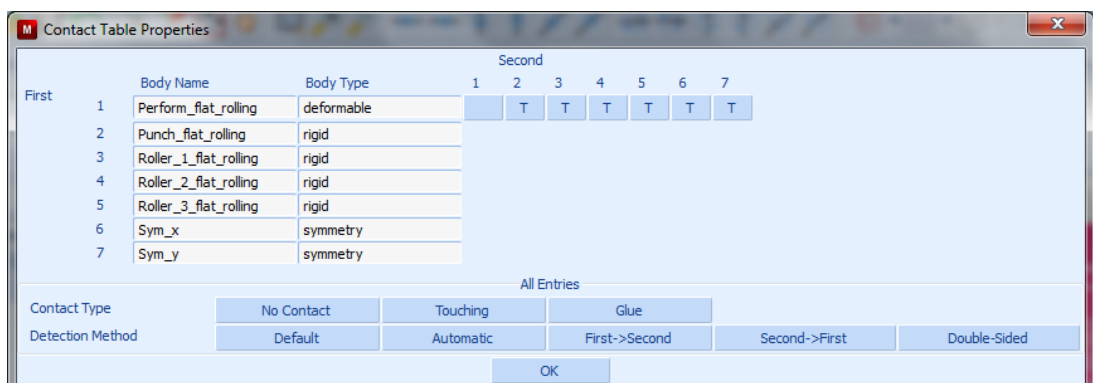 M Contact Table Properties X
Second
Body Name Body Type 1 2 3 4 5 6 7
First
1 Perform_flat_rolling deformable T T T T T T
2 Punch_flat_rolling rigid
3 Roller_1_flat_rolling rigid
4 Roller_2_flat_rolling rigid
5 Roller_3_flat_rolling rigid
6 Sym_x symmetry
7 Sym_y symmetry
All Entries
Contact Type No Contact Touching Glue
Detection Method Default Automatic First->Second Second->First Double-Sided
OK